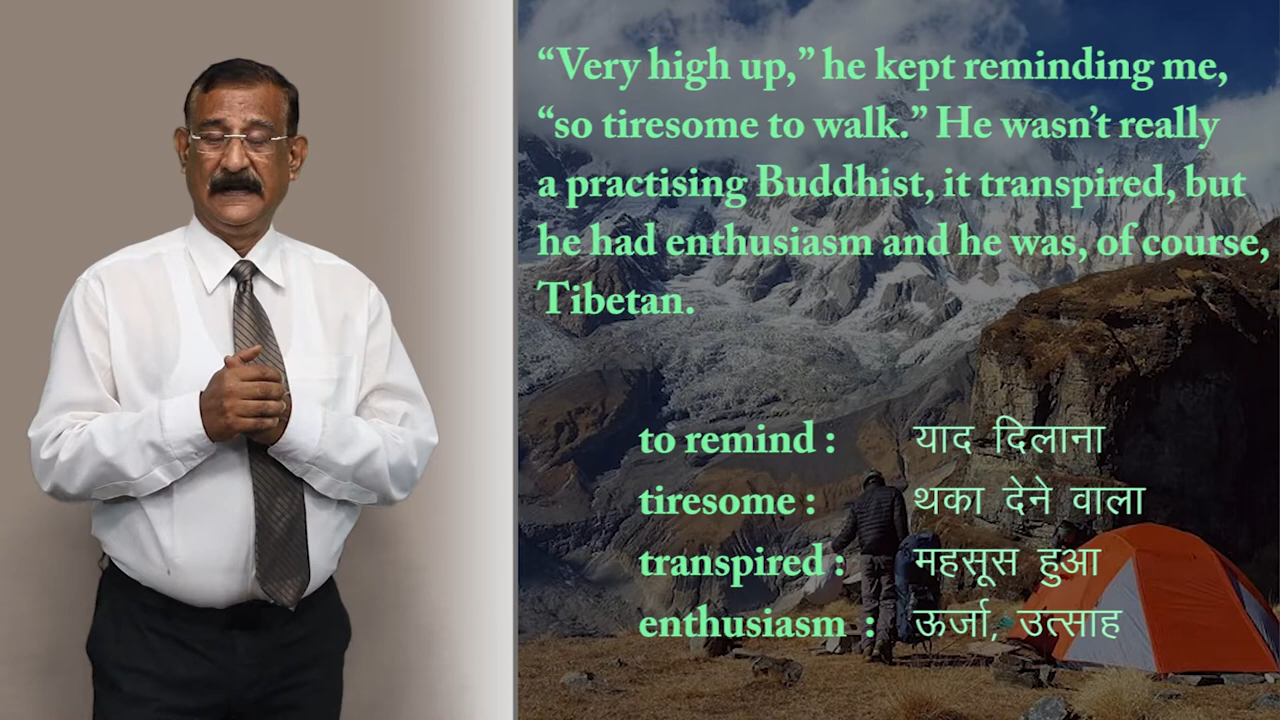 “Very high up,” he kept reminding me,
“so tiresome to walk.” He wasn’t really
a practising Buddhist, it transpired, but
he had enthusiasm and he was, of course,
Tibetan.
to remind : याद दिलाना
tiresome : थका देने वाला
transpired : महसूस हुआ
enthusiasm : ऊर्जा, उत्साह